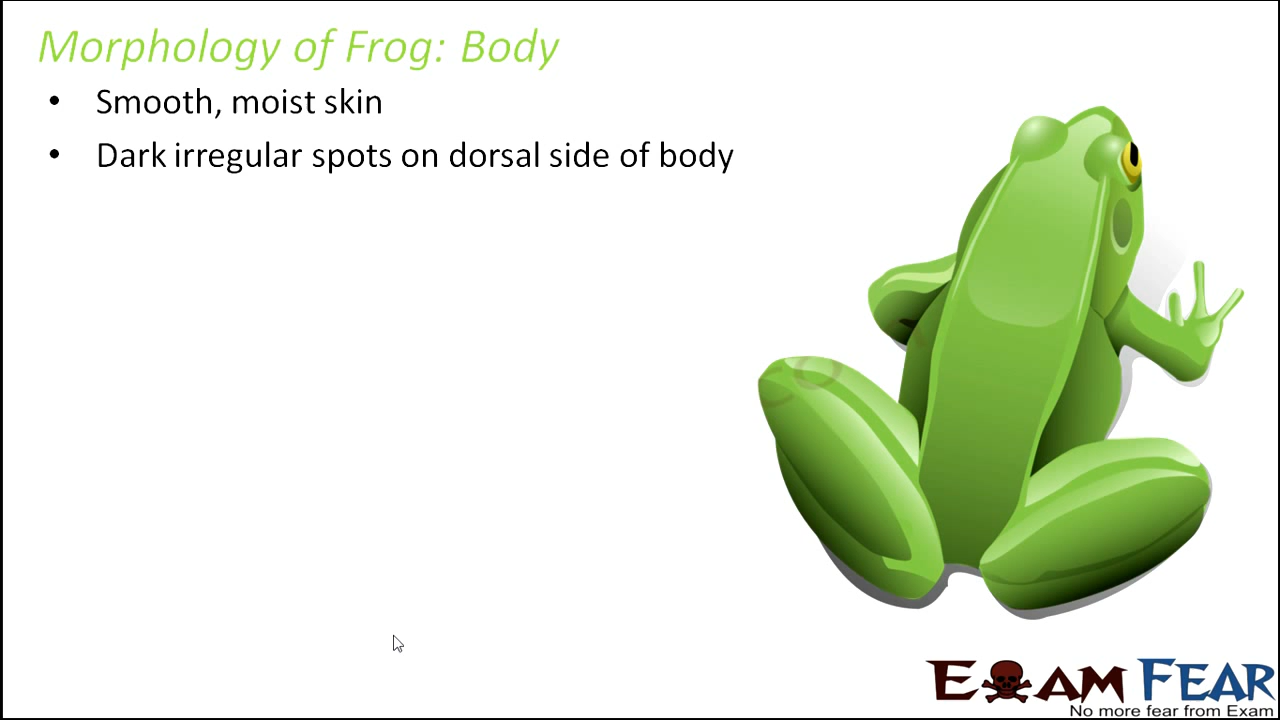 Morphology of Frog: Body
• Smooth, moist skin
• Dark irregular spots on dorsal side of body
EXAM FEAR
No more fear from Exam